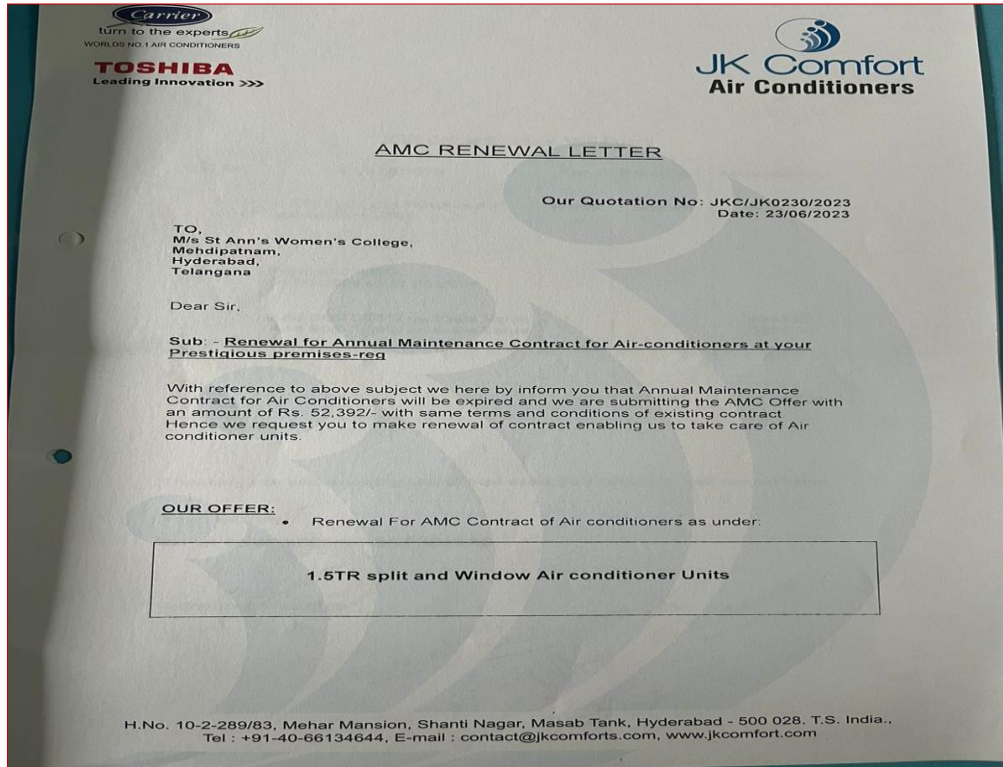 Carrier
turn to the experts
WORLDS NO.1 AIR CONDITIONERS
TOSHIBA
Leading Innovation >>>
JK Comfort
Air Conditioners
AMC RENEWAL LETTER
Our Quotation No: JKC/JK0230/2023
Date: 23/06/2023
TO,
M/s St Ann's Women's College,
Mehdipatnam,
Hyderabad,
Telangana
Dear Sir,
Sub: - Renewal for Annual Maintenance Contract for Air-conditioners at your
Prestigious premises-reg
With reference to above subject we here by inform you that Annual Maintenance
Contract for Air Conditioners will be expired and we are submitting the AMC Offer with
an amount of Rs. 52,392/- with same terms and conditions of existing contract
Hence we request you to make renewal of contract enabling us to take care of Air
conditioner units.
OUR OFFER:
• Renewal For AMC Contract of Air conditioners as under:
1.5TR split and Window Air conditioner Units
H.No. 10-2-289/83, Mehar Mansion, Shanti Nagar, Masab Tank, Hyderabad - 500 028. T.S. India.,
Tel : +91-40-66134644, E-mail : contact@jkcomforts.com, www.jkcomfort.com